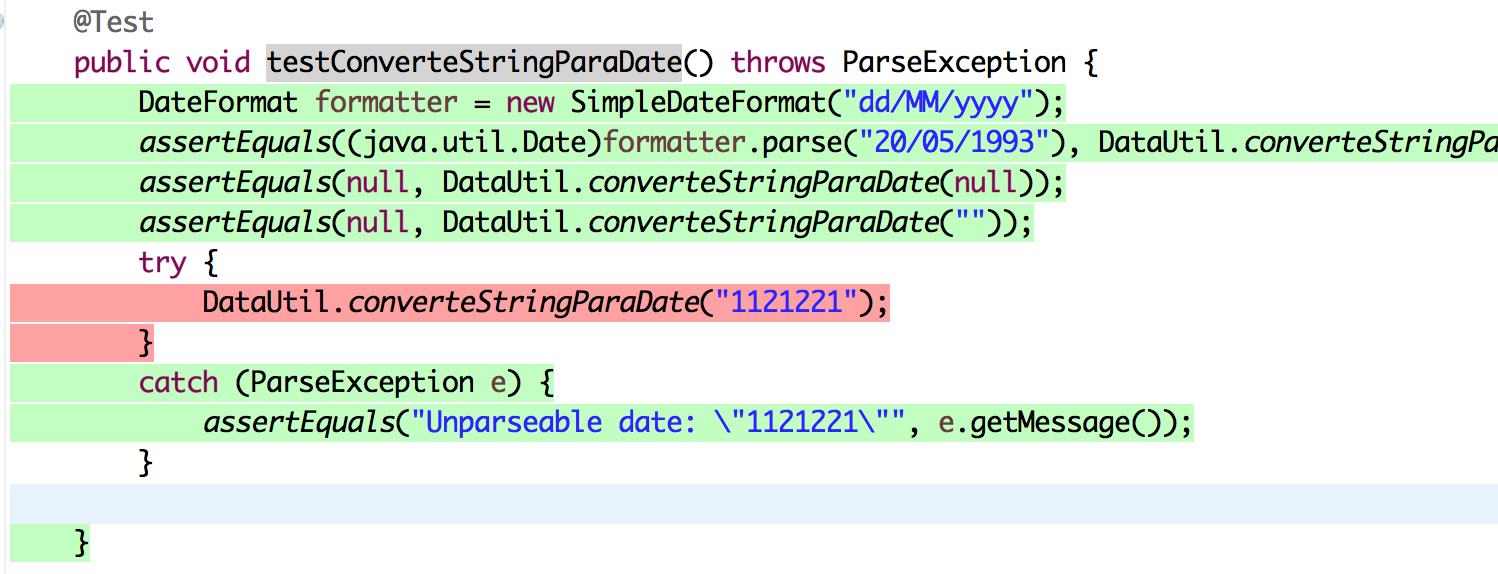 @Test
public void testConverteStringParaDate() throws ParseException {
DateFormat formatter = new SimpleDateFormat("dd/MM/yyyy");
assertEquals((java.util.Date)formatter.parse("20/05/1993"), DataUtil.converteStringPa
assertEquals(null, DataUtil.converteStringParaDate(null));
assertEquals(null, DataUtil.converteStringParaDate(""));
try {
DataUtil.converteStringParaDate("1121221");
}
catch (ParseException e) {
assertEquals("Unparseable date: \"1121221\"", e.getMessage());
}
}